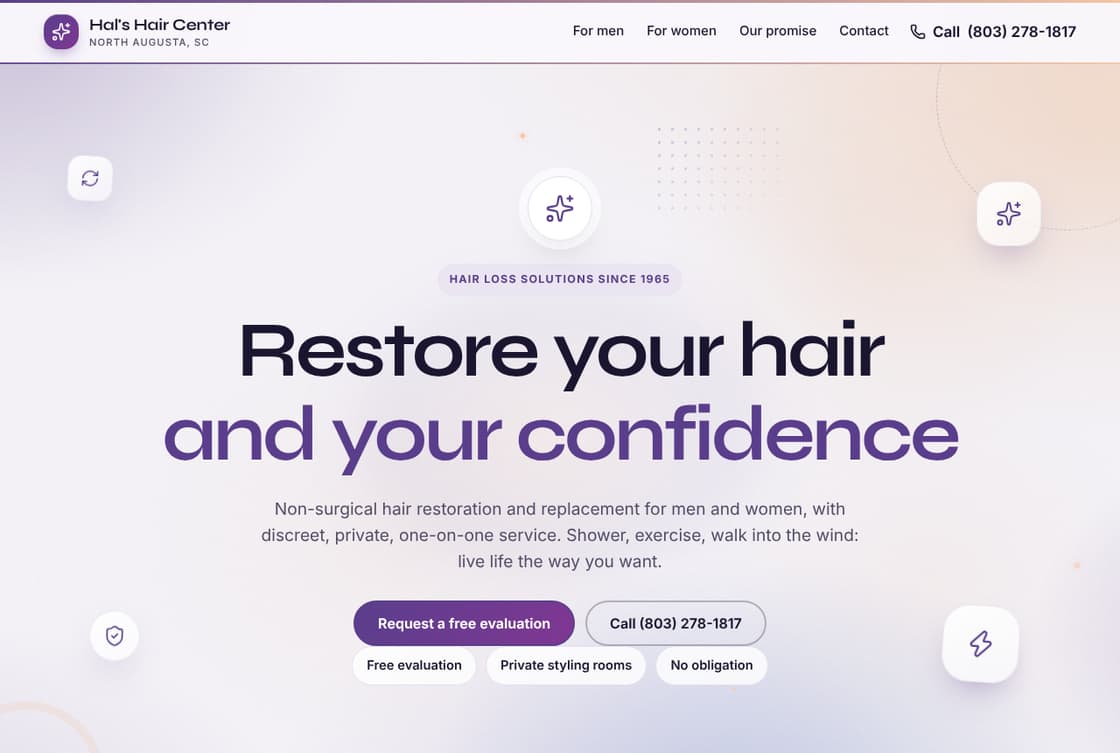 Hal's Hair Center
NORTH AUGUSTA, SC
For men
For women
Our promise
Contact
Call (803) 278-1817
HAIR LOSS SOLUTIONS SINCE 1965
Restore your hair
and your confidence
Non-surgical hair restoration and replacement for men and women, with
discreet, private, one-on-one service. Shower, exercise, walk into the wind:
live life the way you want.
Request a free evaluation
Call (803) 278-1817
Free evaluation
Private styling rooms
No obligation